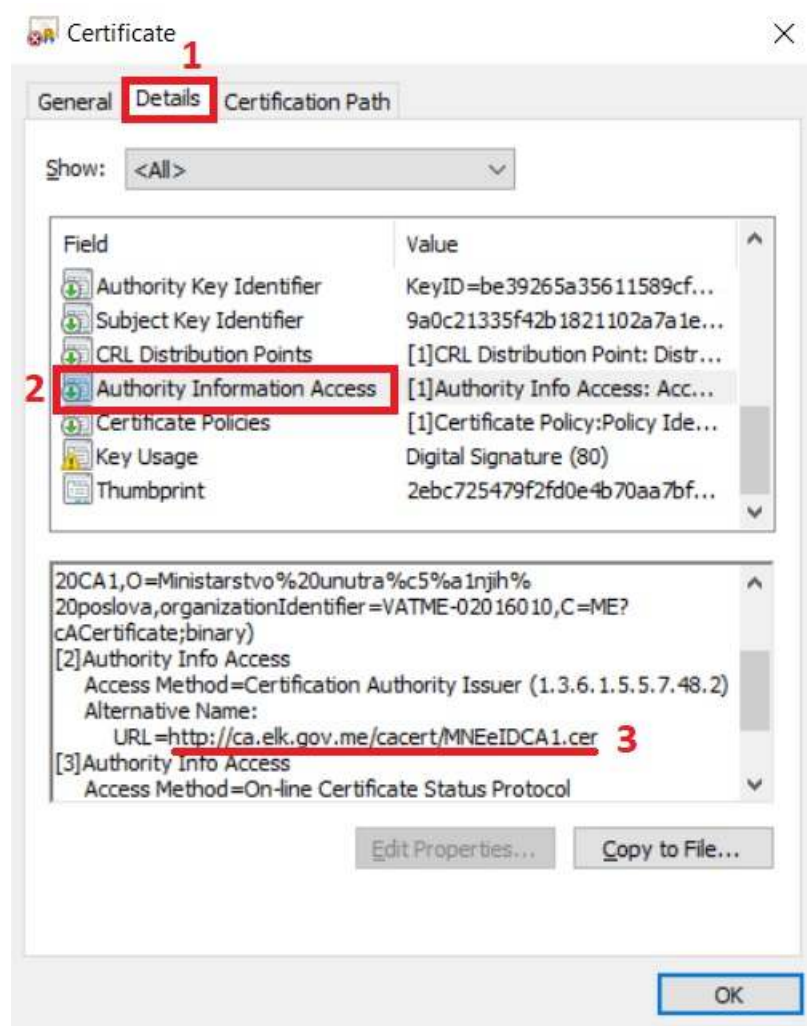 Certificate
1
General Details Certification Path
Show: <All>
Field Value
Authority Key Identifier KeyID=be39265a35611589cf...
Subject Key Identifier 9a0c21335f42b1821102a7a1e...
CRL Distribution Points [1]CRL Distribution Point: Distr...
2 Authority Information Access [1]Authority Info Access: Acc...
Certificate Policies [1]Certificate Policy:Policy Ide...
Key Usage Digital Signature (80)
Thumbprint 2ebc725479f2fd0e4b70aa7bf...
20CA1,O=Ministarstvo%20unutra%c5%a1njih%
20poslova,organizationIdentifier=VATME-02016010,C=ME?
cACertificate;binary)
[2]Authority Info Access
Access Method=Certification Authority Issuer (1.3.6.1.5.5.7.48.2)
Alternative Name:
URL=http://ca.elk.gov.me/cacert/MNEeIDCA1.cer 3
[3]Authority Info Access
Access Method=On-line Certificate Status Protocol
Edit Properties... Copy to File...
OK